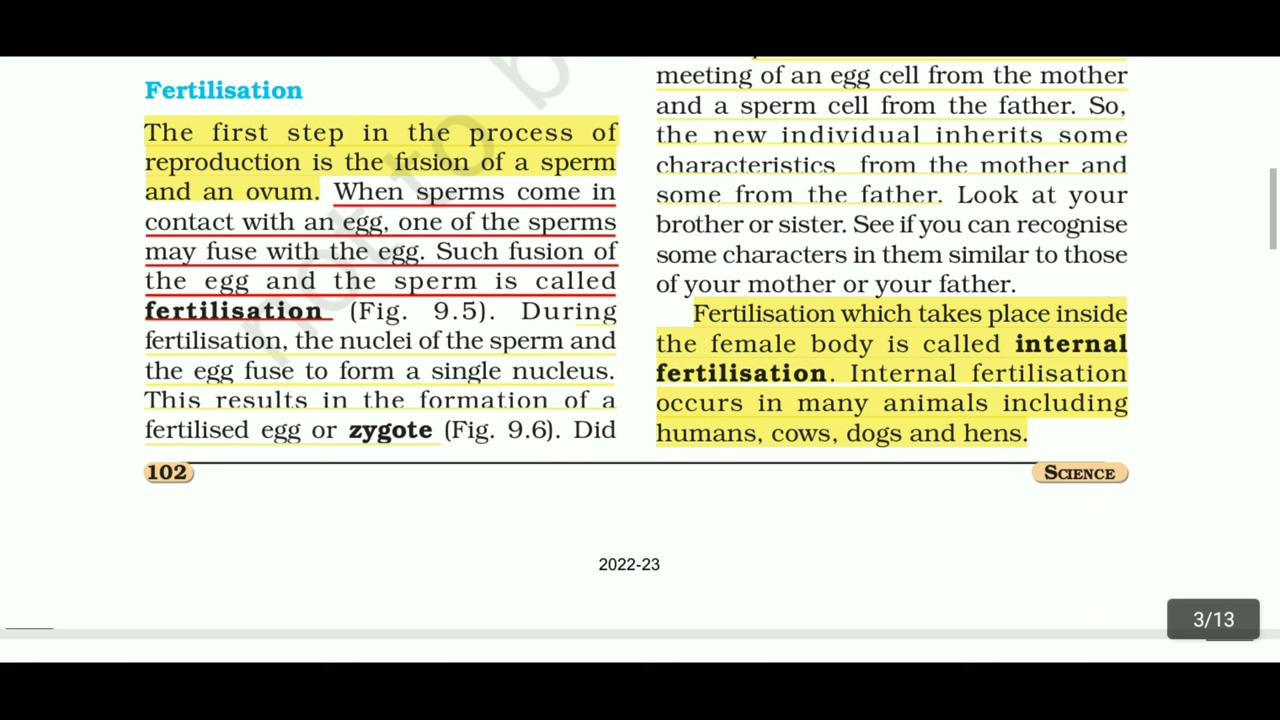 Fertilisation
The first step in the process of
reproduction is the fusion of a sperm
and an ovum. When sperms come in
contact with an egg, one of the sperms
may fuse with the egg. Such fusion of
the egg and the sperm is called
fertilisation (Fig. 9.5). During
fertilisation, the nuclei of the sperm and
the egg fuse to form a single nucleus.
This results in the formation of a
fertilised egg or zygote (Fig. 9.6). Did
meeting of an egg cell from the mother
and a sperm cell from the father. So,
the new individual inherits some
characteristics from the mother and
some from the father. Look at your
brother or sister. See if you can recognise
some characters in them similar to those
of your mother or your father.
Fertilisation which takes place inside
the female body is called internal
fertilisation. Internal fertilisation
occurs in many animals including
humans, cows, dogs and hens.
102
SCIENCE
2022-23
3/13
not to b